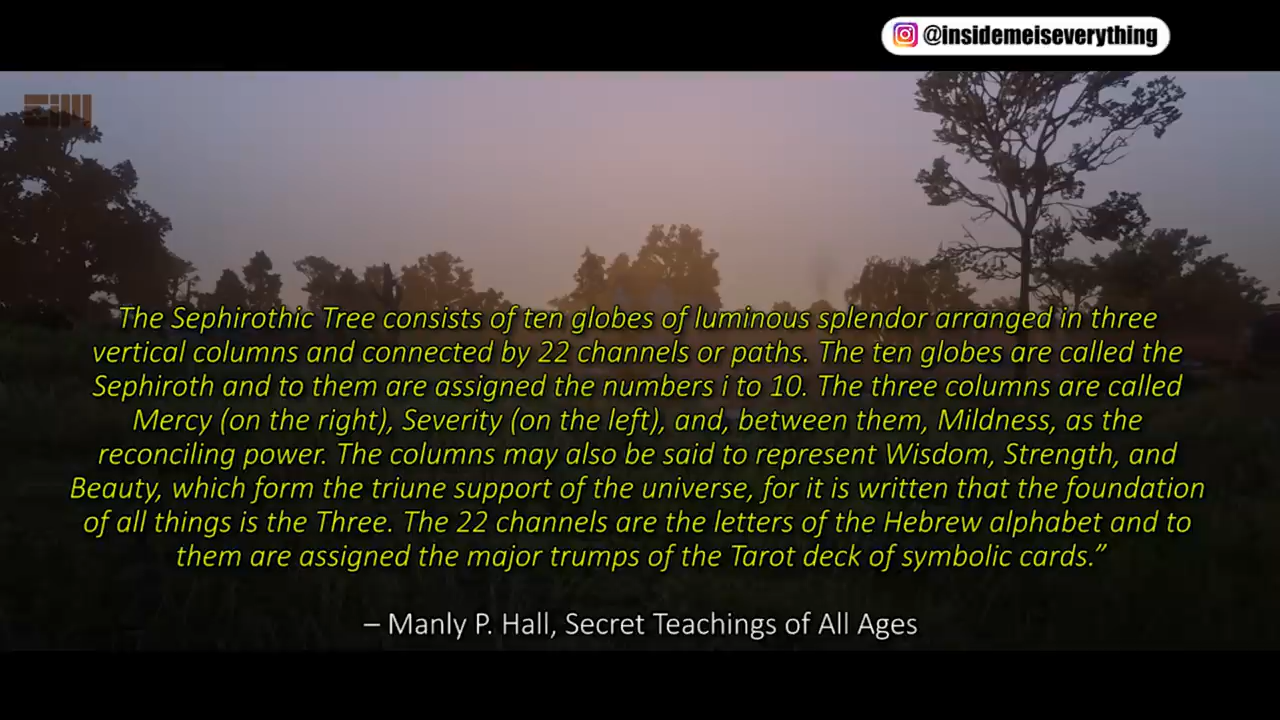 @insidemeiseverything
The Sephirothic Tree consists of ten globes of luminous splendor arranged in three
vertical columns and connected by 22 channels or paths. The ten globes are called the
Sephiroth and to them are assigned the numbers i to 10. The three columns are called
Mercy (on the right), Severity (on the left), and, between them, Mildness, as the
reconciling power. The columns may also be said to represent Wisdom, Strength, and
Beauty, which form the triune support of the universe, for it is written that the foundation
of all things is the Three. The 22 channels are the letters of the Hebrew alphabet and to
them are assigned the major trumps of the Tarot deck of symbolic cards.”
– Manly P. Hall, Secret Teachings of All Ages